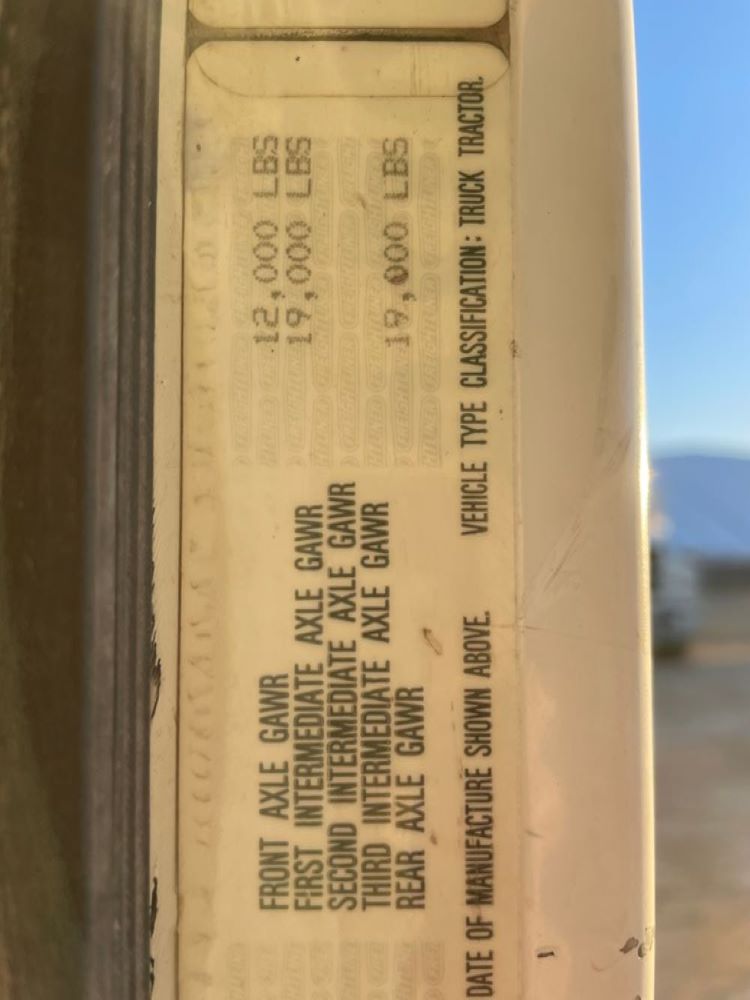 FRONT AXLE GAWR 12,000 LBS
FIRST INTERMEDIATE AXLE GAWR 19,000 LBS
SECOND INTERMEDIATE AXLE GAWR
THIRD INTERMEDIATE AXLE GAWR
REAR AXLE GAWR 19,000 LBS
DATE OF MANUFACTURE SHOWN ABOVE. VEHICLE TYPE CLASSIFICATION: TRUCK TRACTOR.